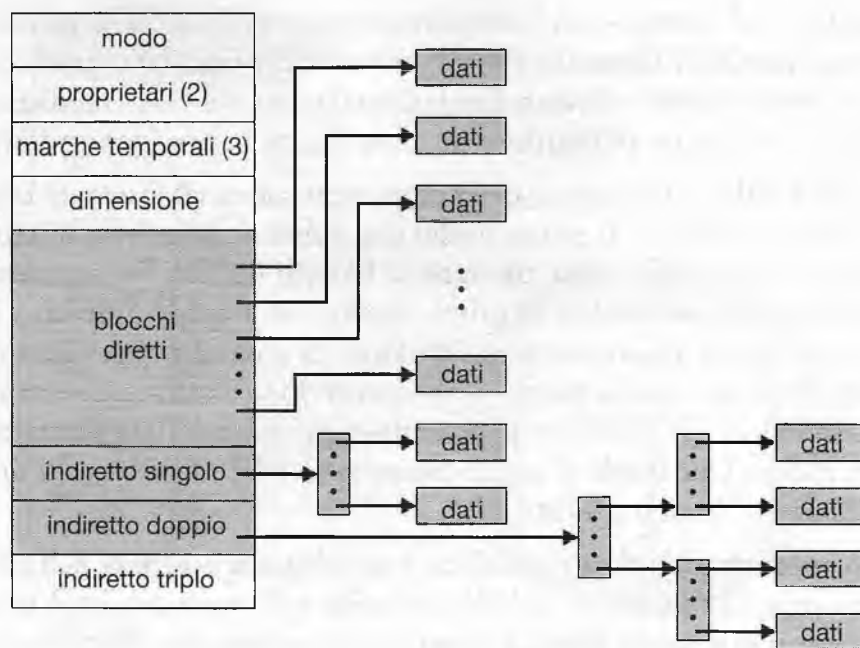 modo
proprietari (2)
marche temporali (3)
dimensione
blocchi
diretti
indiretto singolo
indiretto doppio
indiretto triplo
dati
dati
dati
dati
dati
dati
dati
dati
dati
dati